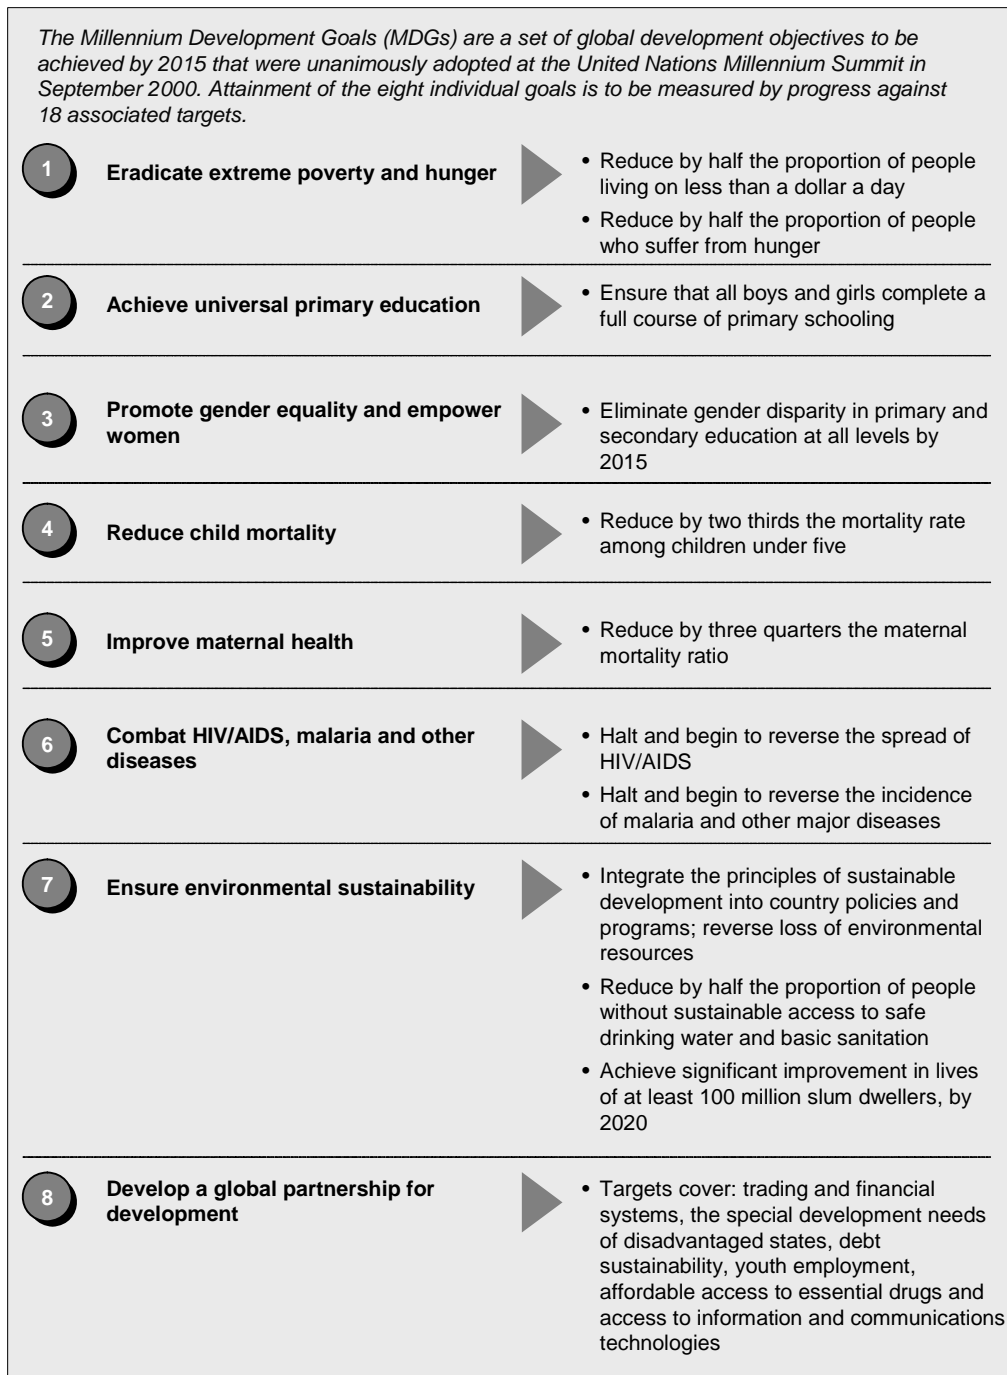 The Millennium Development Goals (MDGs) are a set of global development objectives to be
achieved by 2015 that were unanimously adopted at the United Nations Millennium Summit in
September 2000. Attainment of the eight individual goals is to be measured by progress against
18 associated targets.
1
Eradicate extreme poverty and hunger
• Reduce by half the proportion of people
living on less than a dollar a day
• Reduce by half the proportion of people
who suffer from hunger
2
Achieve universal primary education
• Ensure that all boys and girls complete a
full course of primary schooling
3
Promote gender equality and empower
women
• Eliminate gender disparity in primary and
secondary education at all levels by
2015
4
Reduce child mortality
• Reduce by two thirds the mortality rate
among children under five
5
Improve maternal health
• Reduce by three quarters the maternal
mortality ratio
6
Combat HIV/AIDS, malaria and other
diseases
• Halt and begin to reverse the spread of
HIV/AIDS
• Halt and begin to reverse the incidence
of malaria and other major diseases
7
Ensure environmental sustainability
• Integrate the principles of sustainable
development into country policies and
programs; reverse loss of environmental
resources
• Reduce by half the proportion of people
without sustainable access to safe
drinking water and basic sanitation
• Achieve significant improvement in lives
of at least 100 million slum dwellers, by
2020
8
Develop a global partnership for
development
• Targets cover: trading and financial
systems, the special development needs
of disadvantaged states, debt
sustainability, youth employment,
affordable access to essential drugs and
access to information and communications
technologies